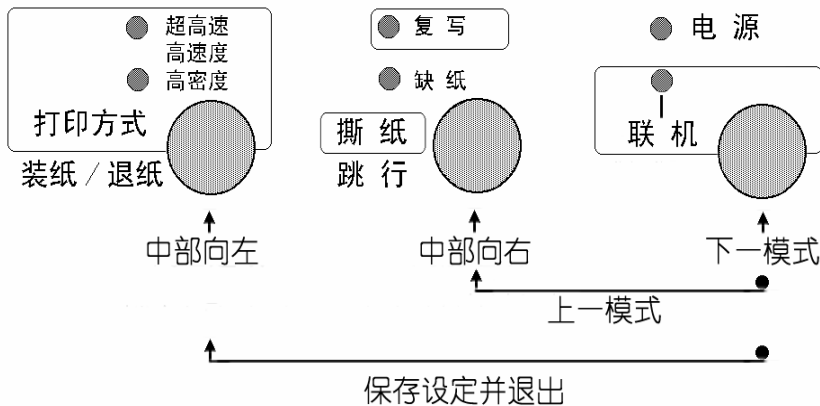 超高速
高速度
高密度
打印方式
装纸 / 退纸
复写
缺纸
撕纸
跳行
电源
联机
中部向左
中部向右
下一模式
上一模式
保存设定并退出